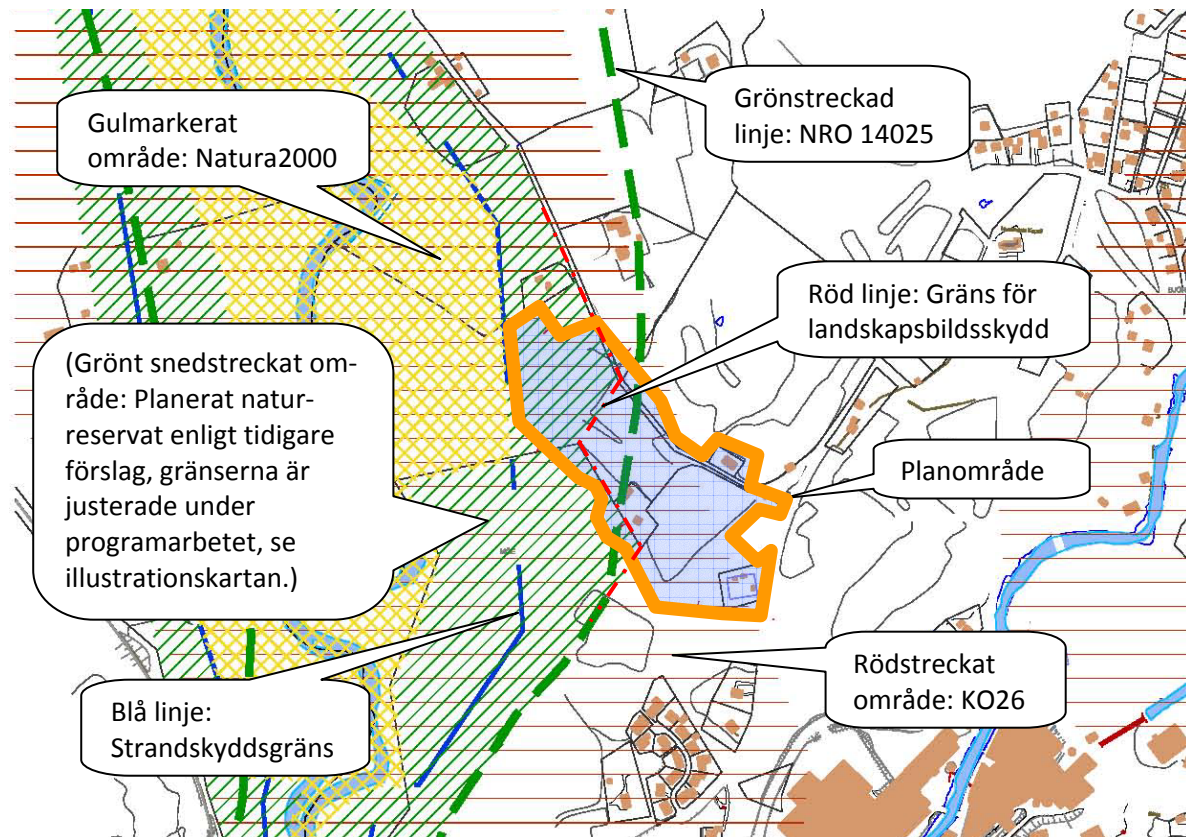 Gulmarkerat
område: Natura2000
Grönstreckad
linje: NRO 14025
Röd linje: Gräns för
landskapsbildsskydd
(Grönt snedstreckat om-
råde: Planerat natur-
reservat enligt tidigare
förslag, gränserna är
justerade under
programarbetet, se
illustrationskartan.)
Planområde
Rödstreckat
område: KO26
Blå linje:
Strandskyddsgräns